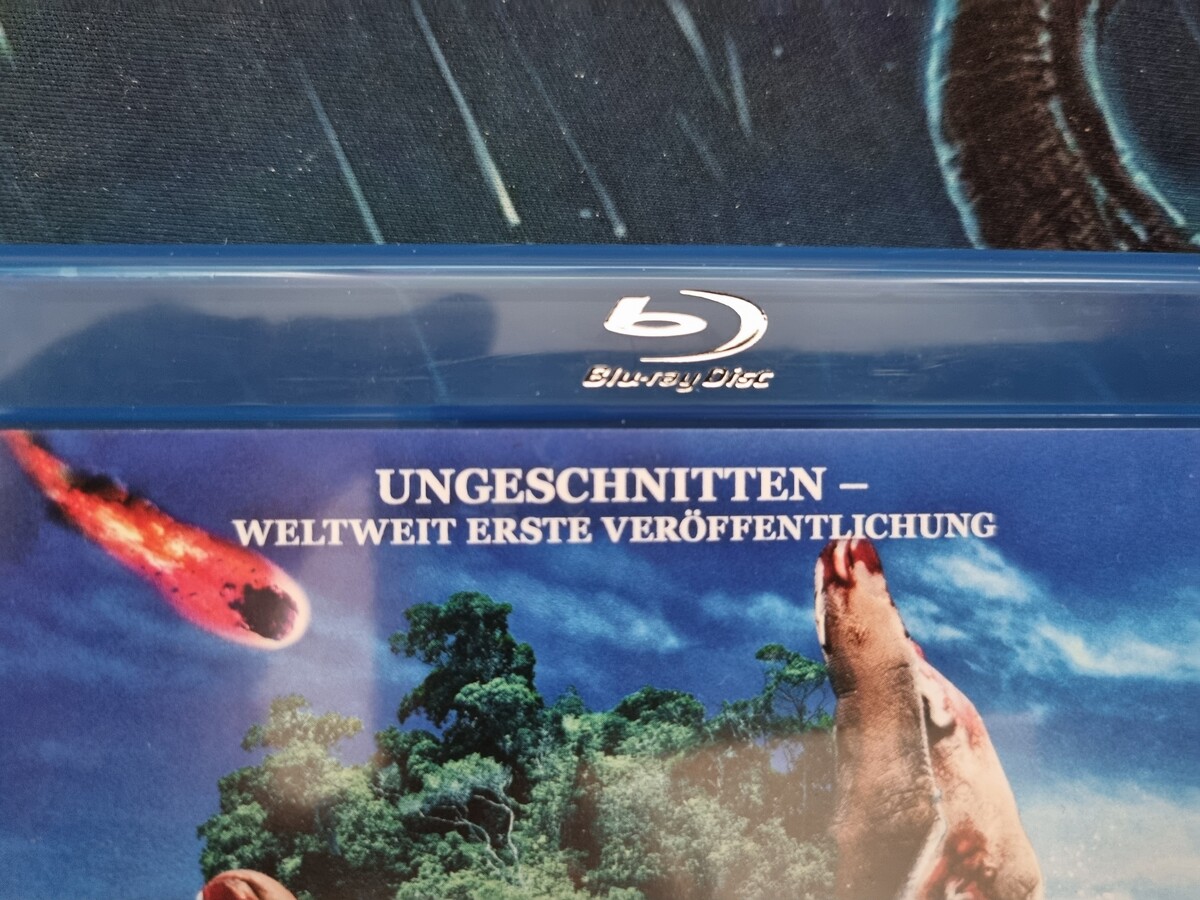 Blu-ray Disc
UNGESCHNITTEN –
WELTWEIT ERSTE VERÖFFENTLICHUNG